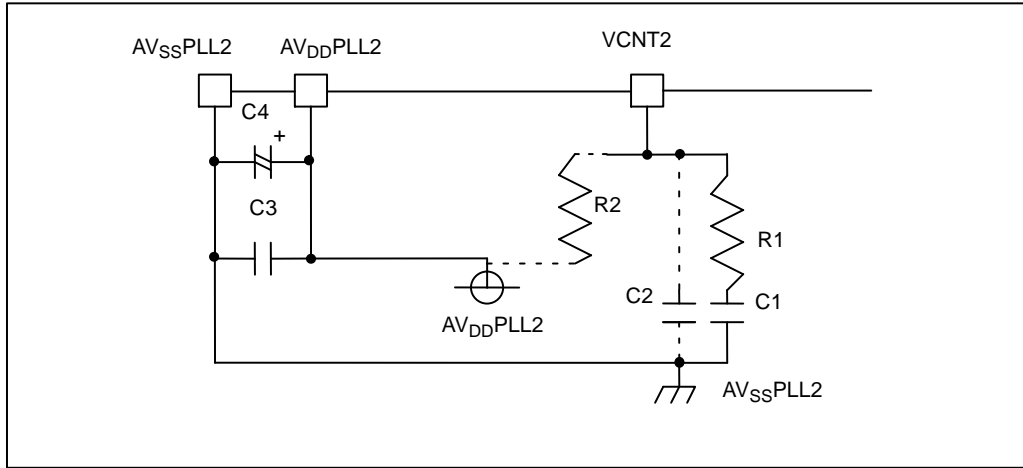 AVSSPLL2 AVDDPLL2 VCNT2
C4
+
C3
R2
R1
C2 C1
AVDDPLL2
AVSSPLL2